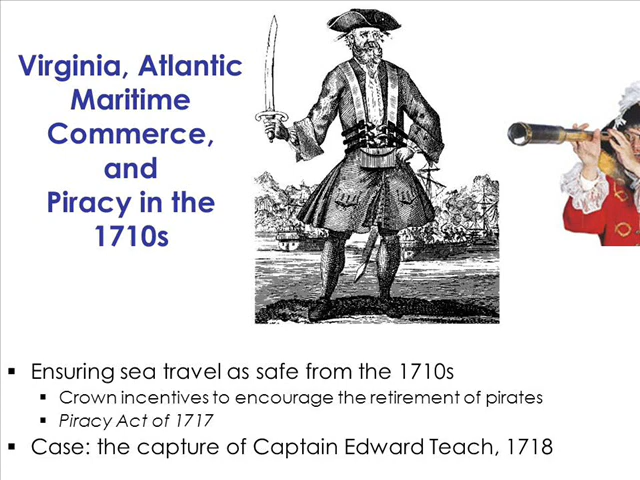 Virginia, Atlantic
Maritime
Commerce,
and
Piracy in the
1710s
▪ Ensuring sea travel as safe from the 1710s
▪ Crown incentives to encourage the retirement of pirates
▪ Piracy Act of 1717
▪ Case: the capture of Captain Edward Teach, 1718